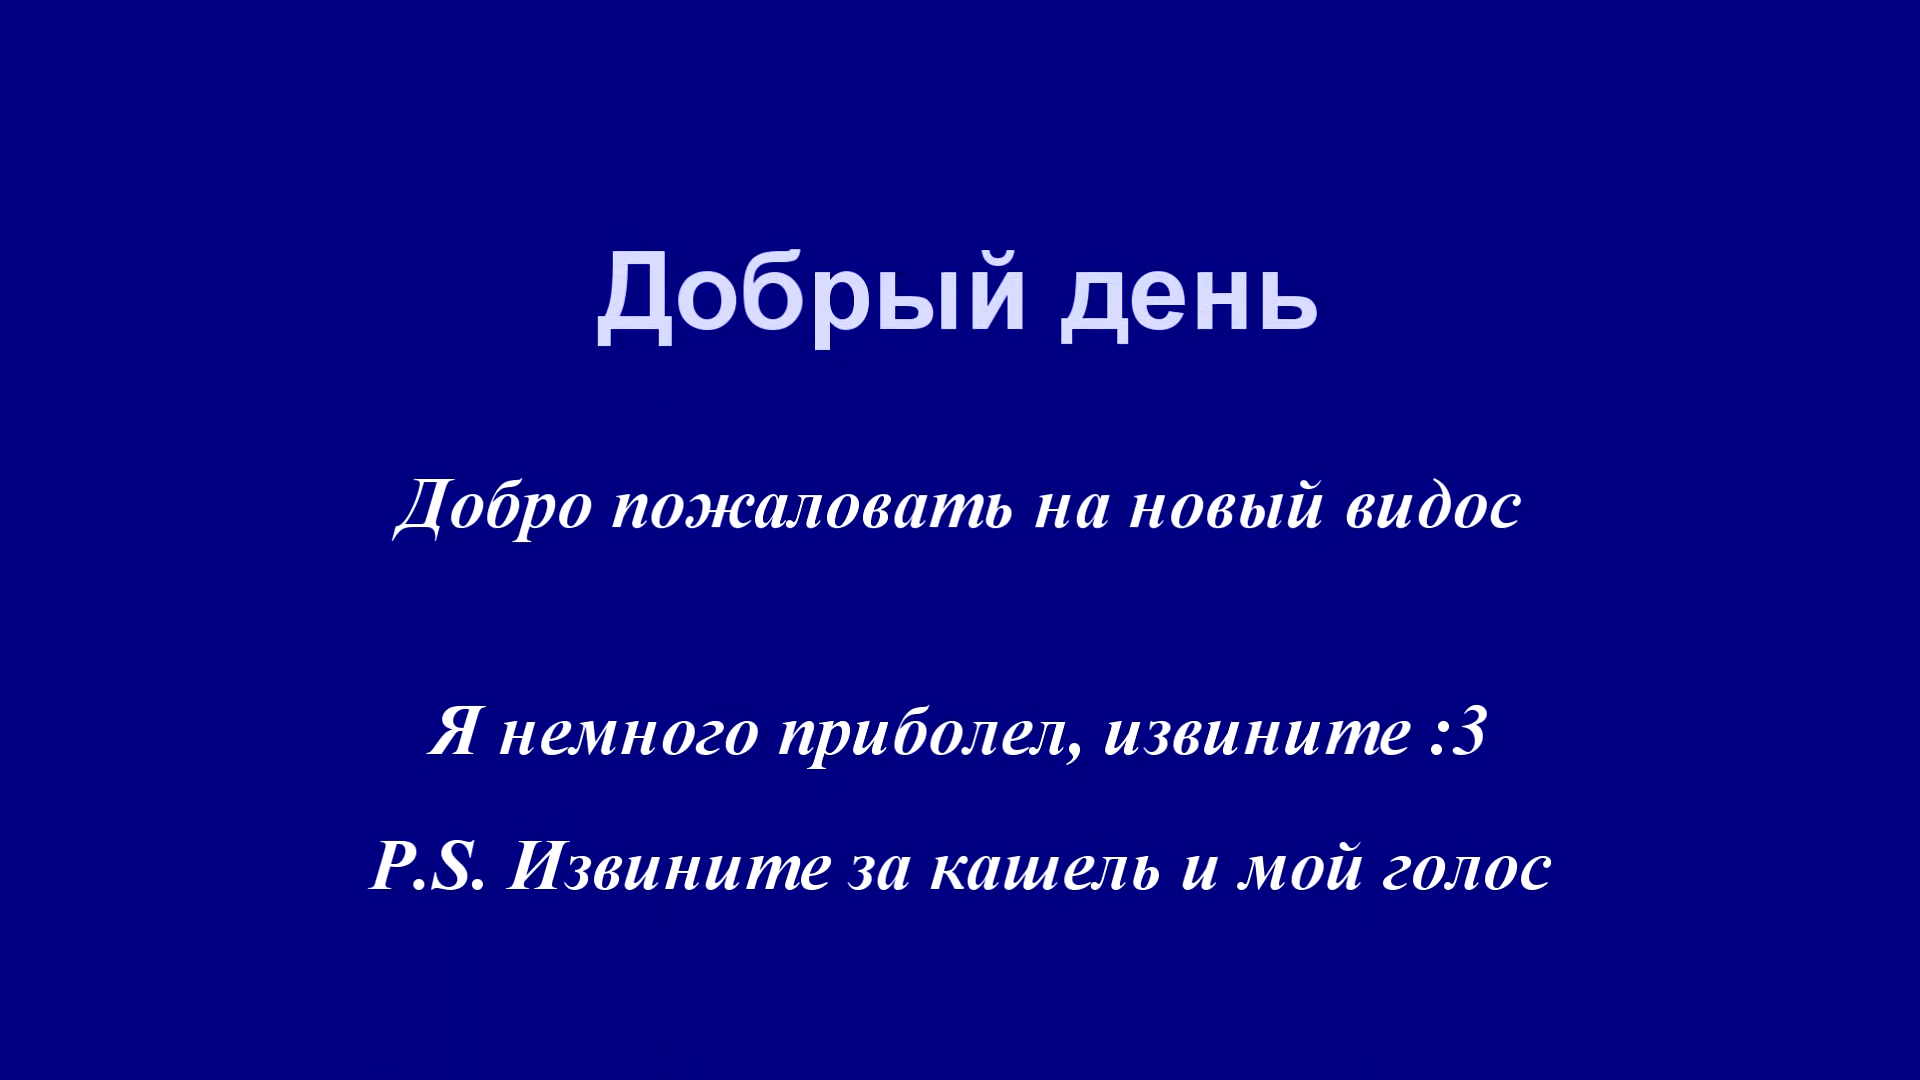 Добрый день
Добро пожаловать на новый видос
Я немного приболел, извините :3
P.S. Извините за кашель и мой голос